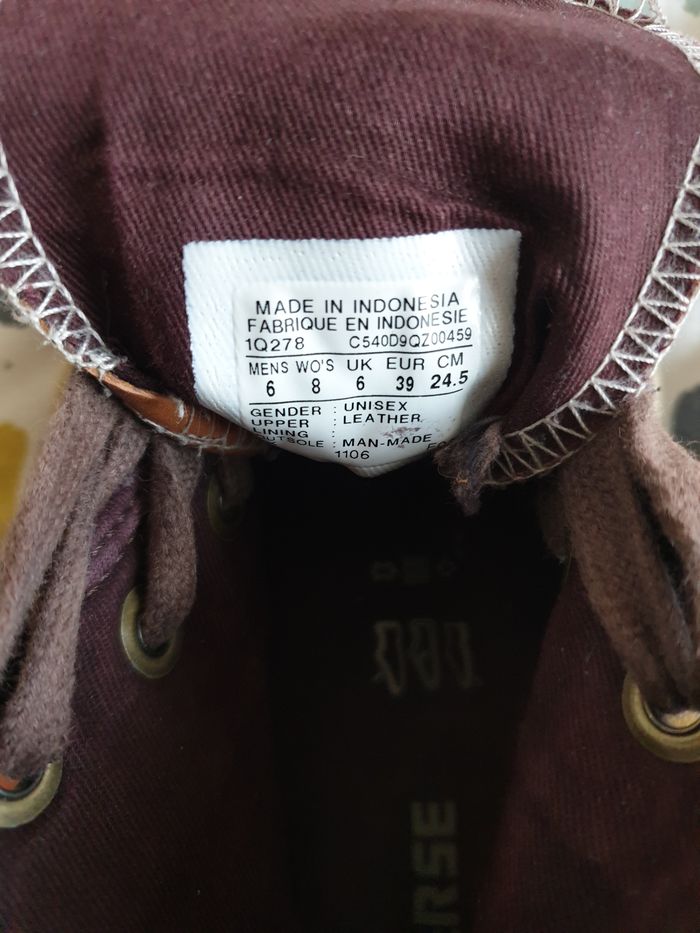 MADE IN INDONESIA
FABRIQUE EN INDONESIE
1Q278 C540D9QZ00459
MENS WO'S UK EUR CM
6 8 6 39 24.5
GENDER : UNISEX
UPPER : LEATHER
LINING :
OUTSOLE : MAN-MADE
1106
RSE